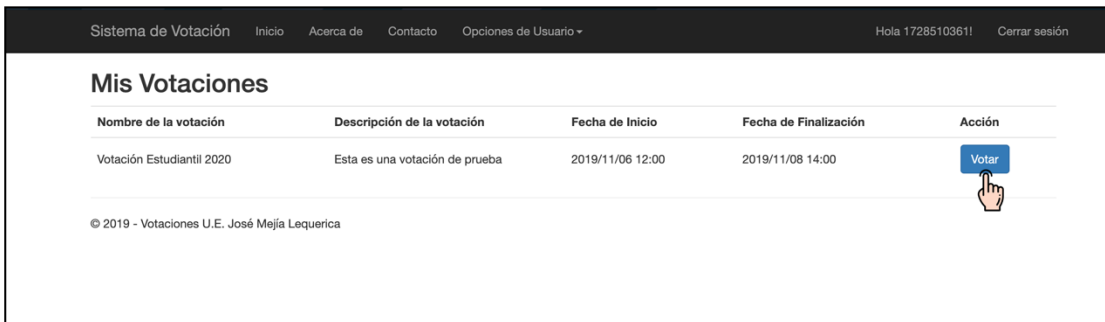 Sistema de Votación Inicio Acerca de Contacto Opciones de Usuario Hola 1728510361! Cerrar sesión
Mis Votaciones
Nombre de la votación Descripción de la votación Fecha de Inicio Fecha de Finalización Acción
Votación Estudiantil 2020 Esta es una votación de prueba 2019/11/06 12:00 2019/11/08 14:00 Votar
© 2019 - Votaciones U.E. José Mejía Lequerica